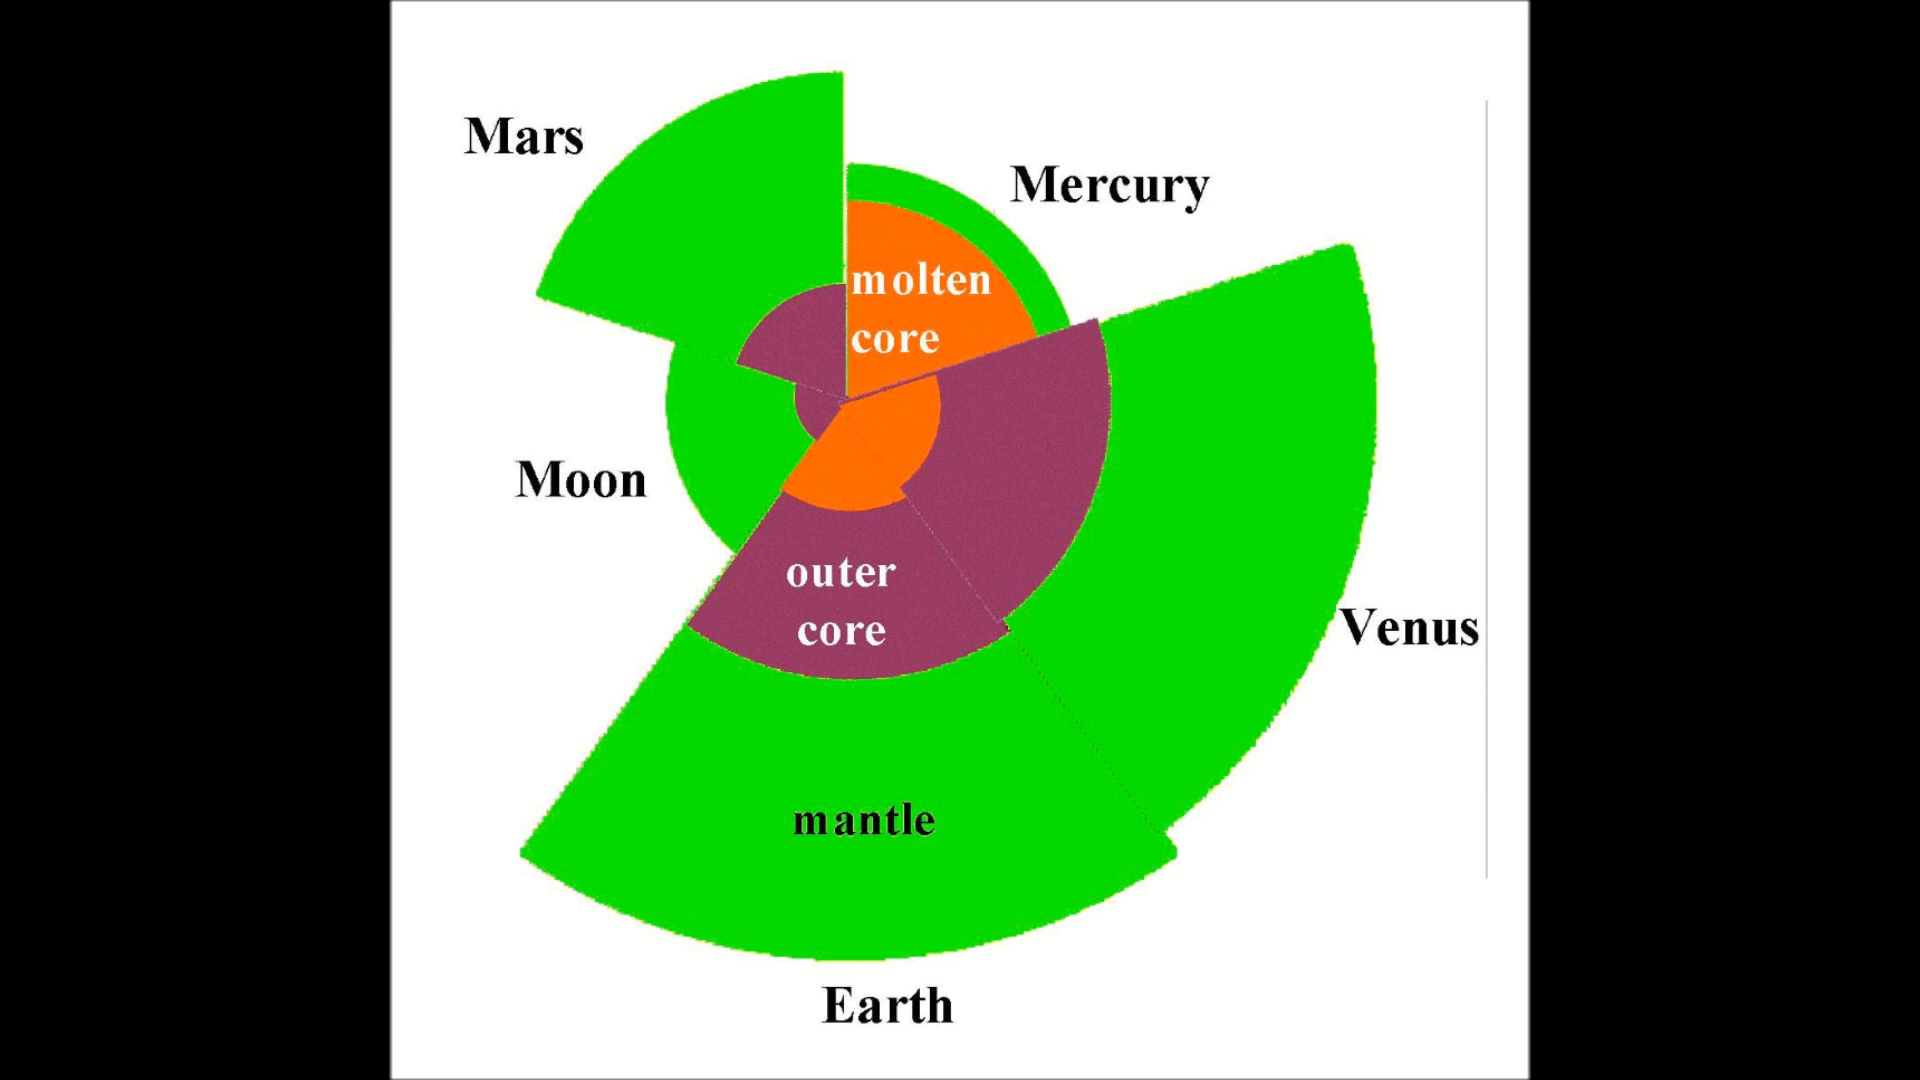 Mars
Mercury
molten
core
Moon
outer
core
Venus
mantle
Earth